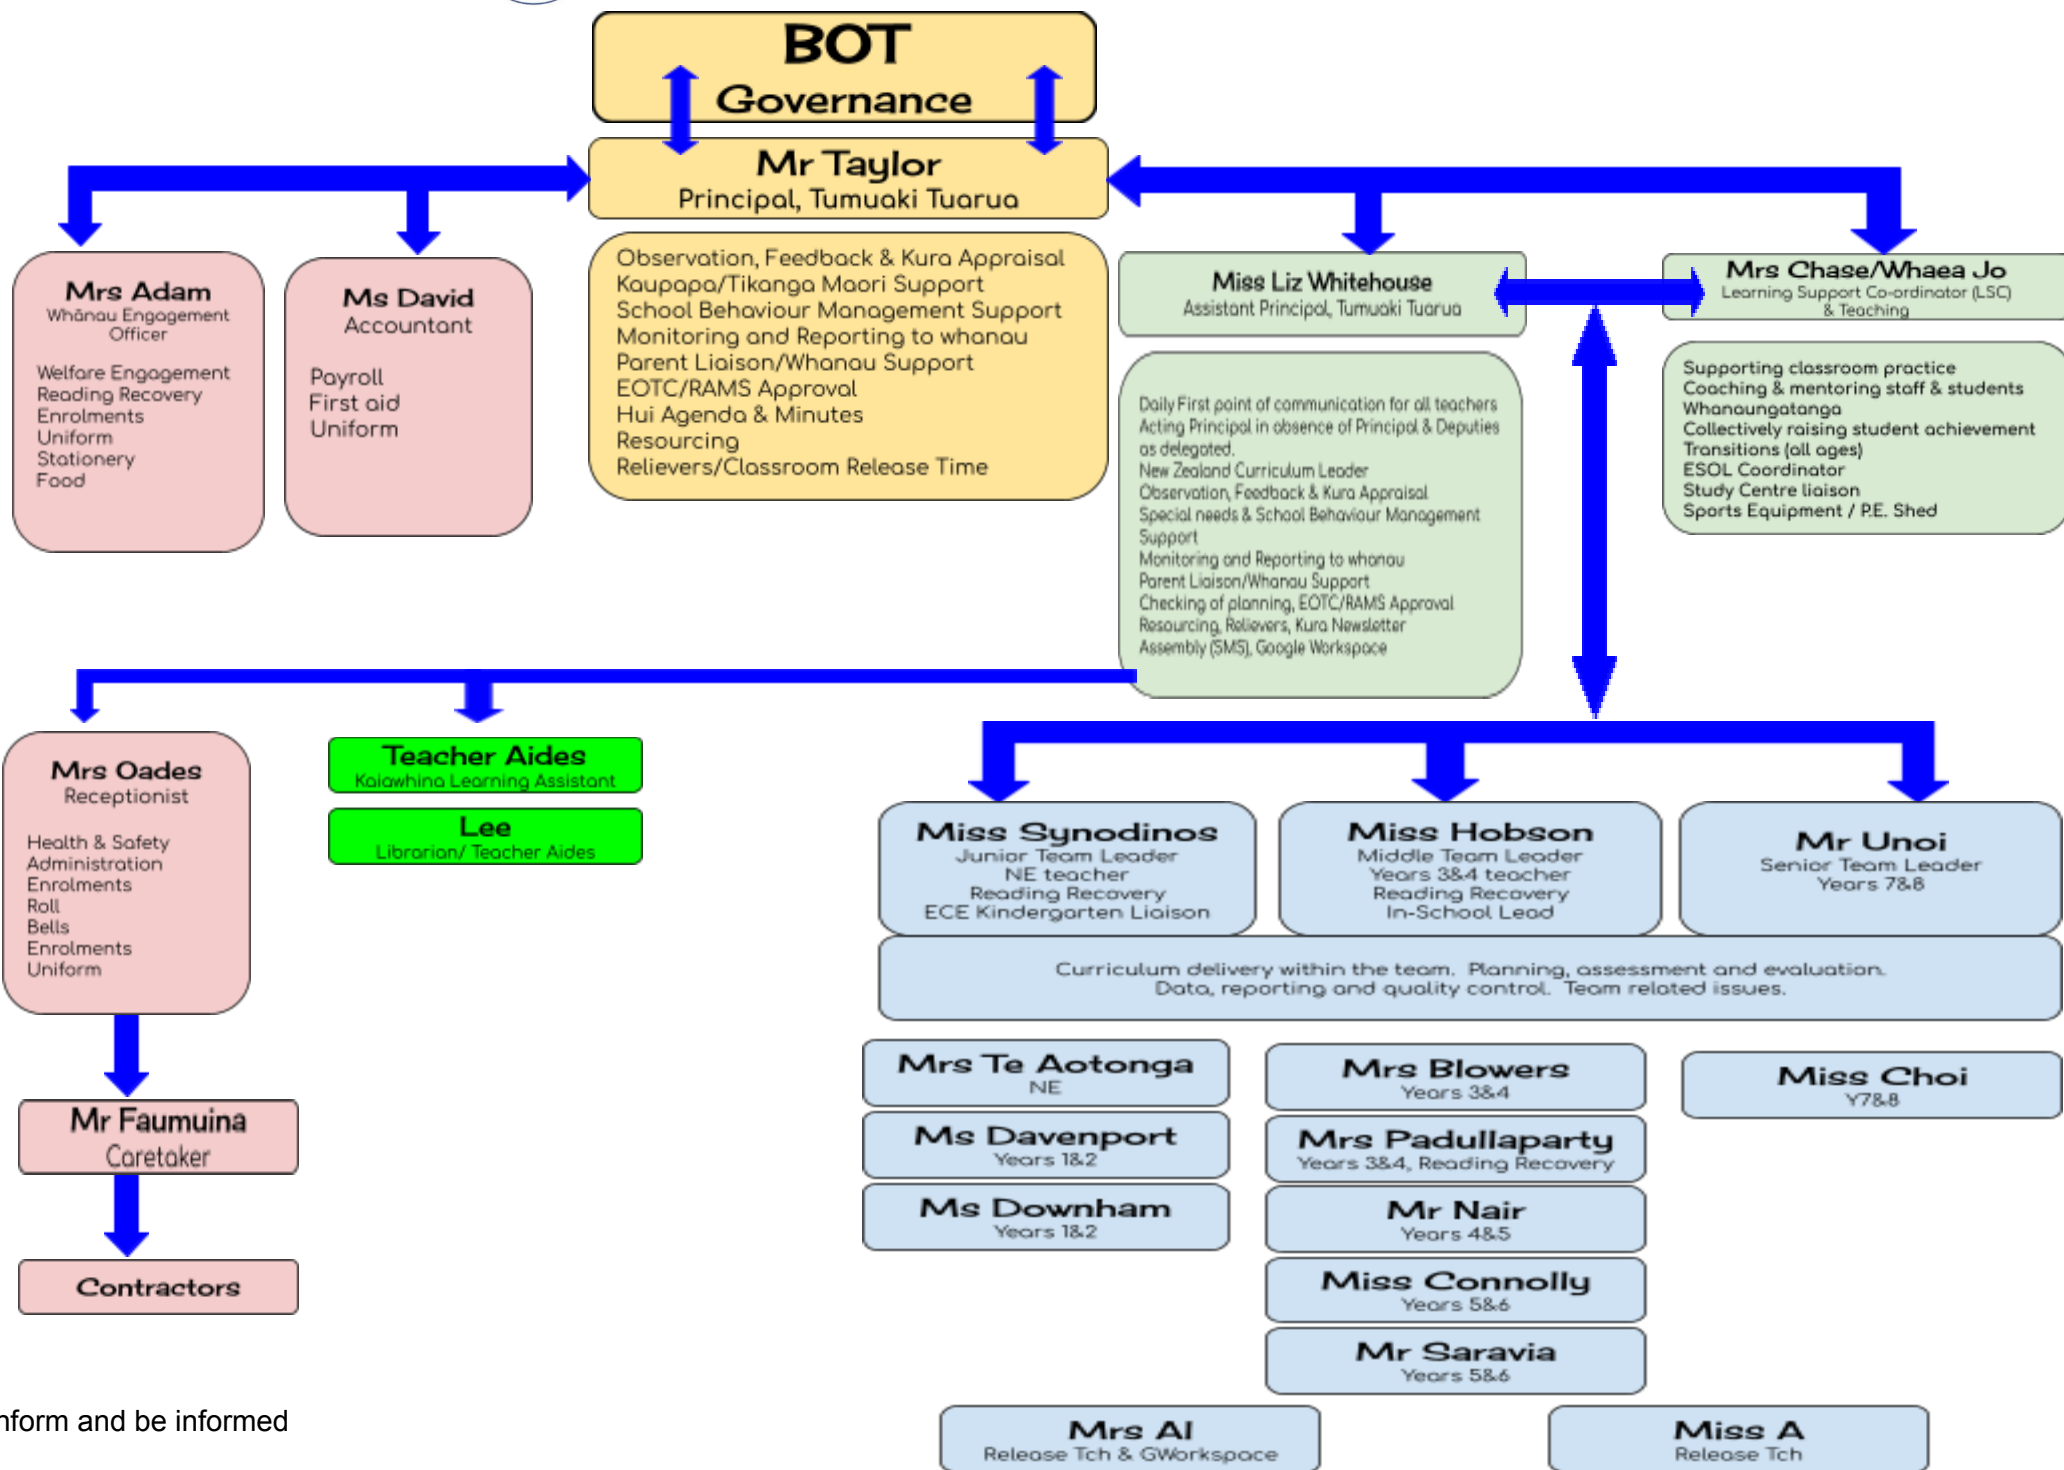 BOT
Governance
Mr Taylor
Principal, Tumuaki Tuarua
Observation, Feedback & Kura Appraisal
Kaupapa/Tikanga Maori Support
School Behaviour Management Support
Monitoring and Reporting to whanau
Parent Liaison/Whanau Support
EOTC/RAMS Approval
Hui Agenda & Minutes
Resourcing
Relievers/Classroom Release Time
Mrs Adam
Whānau Engagement
Officer
Welfare Engagement
Reading Recovery
Enrolments
Uniform
Stationery
Food
Ms David
Accountant
Payroll
First aid
Uniform
Miss Liz Whitehouse
Assistant Principal, Tumuaki Tuarua
Daily First point of communication for all teachers
Acting Principal in absence of Principal & Deputies
as delegated.
New Zealand Curriculum Leader
Observation, Feedback & Kura Appraisal
Special needs & School Behaviour Management
Support
Monitoring and Reporting to whanau
Parent Liaison/Whanau Support
Checking of planning, EOTC/RAMS Approval
Resourcing, Relievers, Kura Newsletter
Assembly (SMS), Google Workspace
Mrs Chase/Whaea Jo
Learning Support Co-ordinator (LSC)
& Teaching
Supporting classroom practice
Coaching & mentoring staff & students
Whanaungatanga
Collectively raising student achievement
Transitions (all ages)
ESOL Coordinator
Study Centre liaison
Sports Equipment / P.E. Shed
Mrs Oades
Receptionist
Health & Safety
Administration
Enrolments
Roll
Bells
Enrolments
Uniform
Teacher Aides
Kaiawhina Learning Assistant
Lee
Librarian/ Teacher Aides
Mr Faumuina
Caretaker
Contractors
Miss Synodinos
Junior Team Leader
NE teacher
Reading Recovery
ECE Kindergarten Liaison
Miss Hobson
Middle Team Leader
Years 3&4 teacher
Reading Recovery
In-School Lead
Mr Unoi
Senior Team Leader
Years 7&8
Curriculum delivery within the team. Planning, assessment and evaluation.
Data, reporting and quality control. Team related issues.
Mrs Te Aotonga
NE
Ms Davenport
Years 1&2
Ms Downham
Years 1&2
Mrs Blowers
Years 3&4
Mrs Padullaparty
Years 3&4, Reading Recovery
Mr Nair
Years 4&5
Miss Connolly
Years 5&6
Mr Saravia
Years 5&6
Miss Choi
Y7&8
Mrs Al
Release Tch & GWorkspace
Miss A
Release Tch
nform and be informed